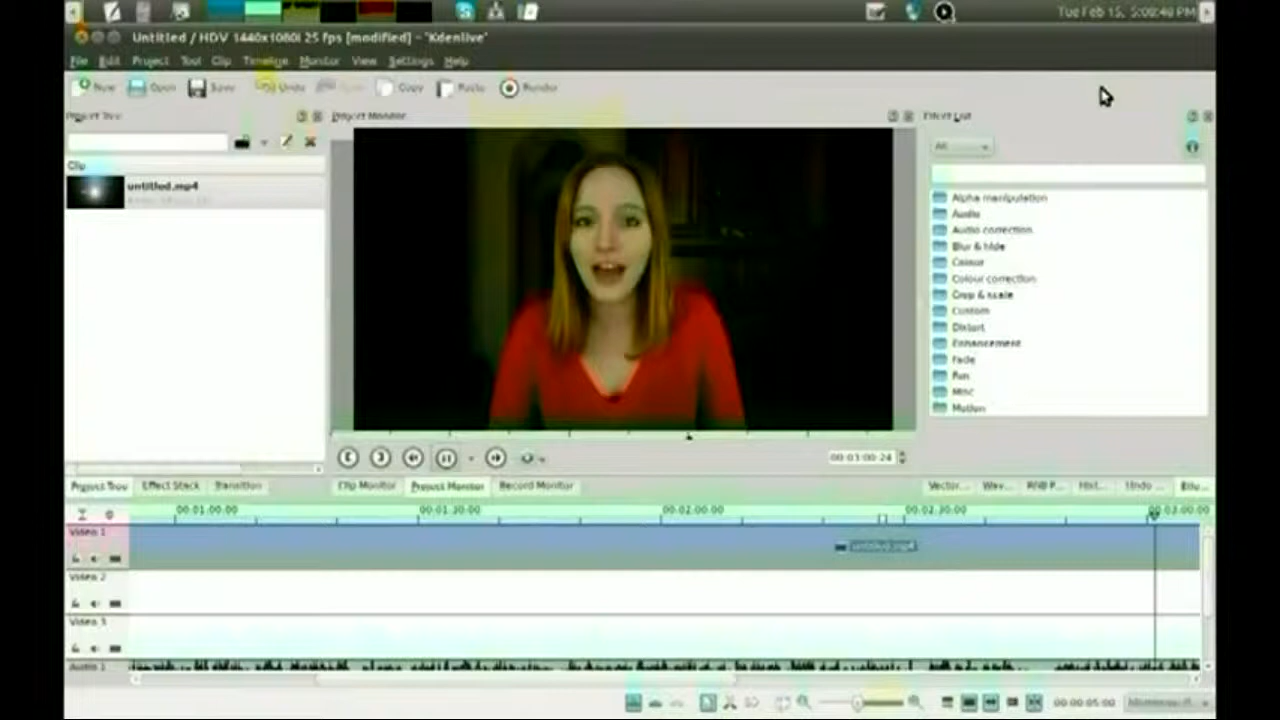 Tue Feb 15, 5:00:48 PM
Untitled / HDV 1440x1080i 25 fps [modified] - 'Kdenlive'
File Edit Project Tool Clip Timeline Monitor View Settings Help
New Open Save Undo Copy Paste Render
Project Tree
Project Monitor
Effect List
All
Clip
untitled.mp4
Alpha manipulation
Audio
Audio correction
Blur & hide
Colour
Colour correction
Crop & scale
Custom
Distort
Enhancement
Fade
Fun
Misc
Motion
00:03:00:24
Project Tree Effect Stack Transition
Clip Monitor Project Monitor Record Monitor
Vector... Wav... RGB P... Hist... Undo ... Effe...
00:01:00:00 00:01:30:00 00:02:00:00 00:02:30:00 00:03:00:00
Video 1
untitled.mp4
Video 2
Video 3
Audio 1
00:00:05:00